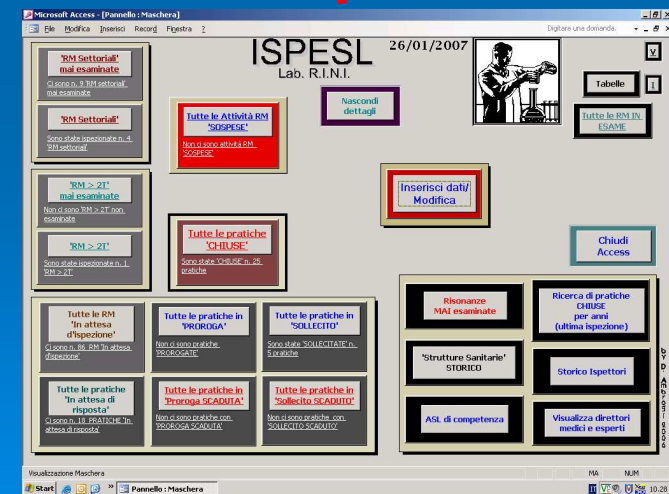 Microsoft Access - [Pannello : Maschera]
File Modifica Inserisci Record Finestra ?
Digitare una domanda.
ISPESL
Lab. R.I.N.I.
26/01/2007
V
Tabelle
I
Tutte le RM IN
ESAME
'RM Settoriali'
mai esaminate
Ci sono n. 9 'RM settoriali'
mai esaminate
'RM Settoriali'
Sono state ispezionate n. 4
'RM settoriali'
Tutte le Attività RM
'SOSPESE'
Non ci sono attività RM
'SOSPESE'
Nascondi
dettagli
Inserisci dati/
Modifica
'RM > 2T'
mai esaminate
Non ci sono 'RM > 2T' non
esaminate
'RM > 2T'
Sono state ispezionate n. 1
'RM > 2T'
Tutte le pratiche
'CHIUSE'
Sono state 'CHIUSE' n. 25
pratiche
Chiudi
Access
Tutte le RM
'In attesa
d'ispezione'
Ci sono n. 86 RM 'In attesa
d'ispezione'
Tutte le pratiche in
'PROROGA'
Non ci sono pratiche
'PROROGATE'
Tutte le pratiche in
'SOLLECITO'
Sono state 'SOLLECITATE' n.
5 pratiche
Tutte le pratiche
'In attesa di
risposta'
Ci sono n. 18 PRATICHE 'In
attesa di risposta'
Tutte le pratiche in
'Proroga SCADUTA'
Non ci sono pratiche con
'PROROGA SCADUTA'
Tutte le pratiche in
'Sollecito SCADUTO'
Non ci sono pratiche con
'SOLLECITO SCADUTO'
Risonanze
MAI esaminate
Ricerca di pratiche
CHIUSE
per anni
(ultima ispezione)
'Strutture Sanitarie'
STORICO
Storico Ispettori
ASL di competenza
Visualizza direttori
medici e esperti
Visualizzazione Maschera
MA NUM
Start
Pannello : Maschera
10.28